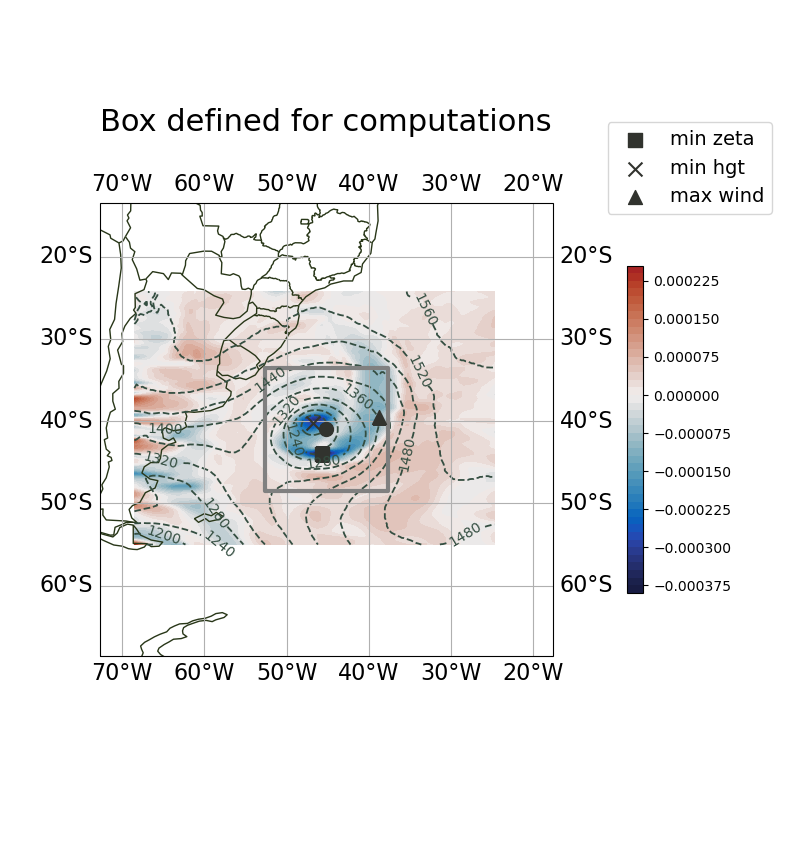 Box defined for computations
min zeta
min hgt
max wind
70°W 60°W 50°W 40°W 30°W 20°W
20°S 20°S
30°S 30°S
40°S 40°S
50°S 50°S
60°S 60°S
70°W 60°W 50°W 40°W 30°W 20°W
1560
1520
1440
1360
1320
1400
1240
1320
1480
1200
1240
1480
0.000225
0.000150
0.000075
0.000000
−0.000075
−0.000150
−0.000225
−0.000300
−0.000375